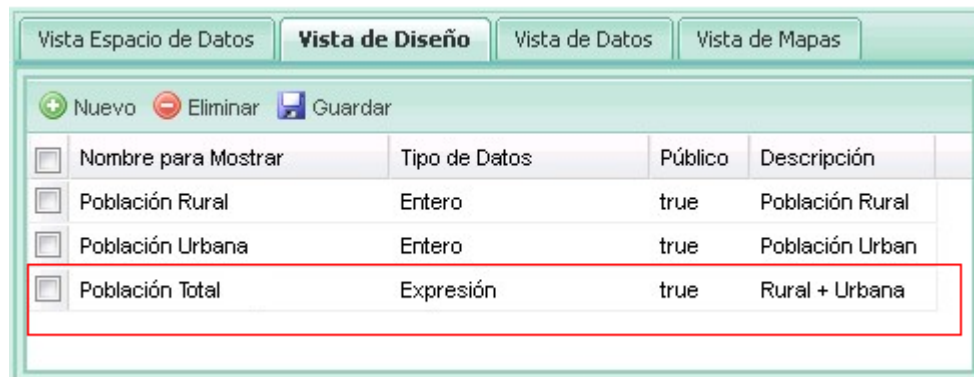 Vista Espacio de Datos Vista de Diseño Vista de Datos Vista de Mapas
Nuevo Eliminar Guardar
Nombre para Mostrar Tipo de Datos Público Descripción
Población Rural Entero true Población Rural
Población Urbana Entero true Población Urban
Población Total Expresión true Rural + Urbana